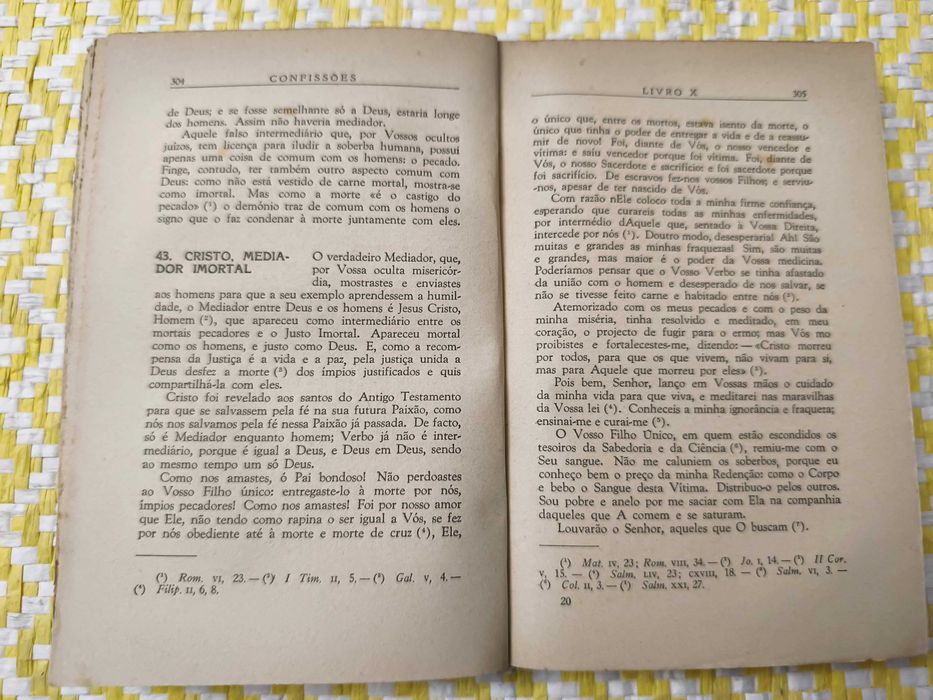 304 CONFISSÕES
de Deus; e se fosse semelhante só a Deus, estaria longe
dos homens. Assim não haveria mediador.
Aquele falso intermediário que, por Vossos ocultos
juízos, tem licença para iludir a soberba humana, possui
apenas uma coisa de comum com os homens: o pecado.
Finge, contudo, ter também outro aspecto comum com
Deus: como não está vestido de carne mortal, mostra-se
como imortal. Mas como a morte «é o castigo do
pecado» (¹) o demônio traz de comum com os homens o
signo que o faz condenar à morte juntamente com eles.
43. CRISTO, MEDIA-
DOR IMORTAL
O verdadeiro Mediador, que,
por Vossa oculta misericór-
dia, mostrastes e enviastes
aos homens para que a seu exemplo aprendessem a humil-
dade, o Mediador entre Deus e os homens é Jesus Cristo,
Homem (²), que apareceu como intermediário entre os
mortais pecadores e o Justo Imortal. Apareceu mortal
como os homens, e justo como Deus. E, como a recom-
pensa da Justiça é a vida e a paz, pela justiça unida a
Deus desfez a morte (³) dos ímpios justificados e quis
compartilhá-la com eles.
Cristo foi revelado aos santos do Antigo Testamento
para que se salvassem pela fé na sua futura Paixão, como
nós nos salvamos pela fé nessa Paixão já passada. De facto,
só é Mediador enquanto homem; Verbo já não é inter-
mediário, porque é igual a Deus, e Deus em Deus, sendo
ao mesmo tempo um só Deus.
Como nos amastes, ó Pai bondoso! Não perdoastes
ao Vosso Filho único: entregaste-lo à morte por nós,
ímpios pecadores! Como nos amastes! Foi por nosso amor
que Ele, não tendo como rapina o ser igual a Vós, se fez
por nós obediente até à morte e morte de cruz (⁴), Ele,
(¹) Rom. VI, 23. — (²) I Tim. II, 5, — (³) Gal. V, 4. —
(⁴) Filip. II, 6, 8.
LIVRO X 305
o único que, entre os mortos, estava isento da morte, o
único que tinha o poder de entregar a vida e de a reassu-
mir de novo! Foi, diante de Vós, o nosso vencedor e
vítima: e saiu vencedor porque foi vítima. Foi, diante de
Vós, o nosso Sacerdote e sacrifício: e foi sacerdote porque
foi sacrifício. De escravos fez-nos vossos Filhos; e serviu-
-nos, apesar de ter nascido de Vós.
Com razão nEle coloco toda a minha firme confiança,
esperando que curareis todas as minhas enfermidades,
por intermédio dAquele que, sentado à Vossa Direita,
intercede por nós (¹). Doutro modo, desesperaria! Ah! São
muitas e grandes as minhas fraquezas! Sim, são muitas
e grandes, mas maior é o poder da Vossa medicina.
Poderíamos pensar que o Vosso Verbo se tinha afastado
da união com o homem e desesperado de nos salvar, se
não se tivesse feito carne e habitado entre nós (²).
Atemorizado com os meus pecados e com o peso da
minha miséria, tinha resolvido e meditado, em meu
coração, o projecto de fugir para o ermo; mas Vós mo
proibistes e fortalecestes-me, dizendo: — «Cristo morreu
por todos, para que os que vivem, não vivam para si,
mas para Aquele que morreu por eles» (³).
Pois bem, Senhor, lanço em Vossas mãos o cuidado
da minha vida para que viva, e meditarei nas maravilhas
da Vossa lei (⁴). Conheceis a minha ignorância e fraqueza;
ensinai-me e curai-me (⁵).
O Vosso Filho Único, em quem estão escondidos os
tesoiros da Sabedoria e da Ciência (⁶), remiu-me com o
Seu sangue. Não me caluniem os soberbos, porque eu
conheço bem o preço da minha Redenção: como o Corpo
e bebo o Sangue desta Vítima. Distribuo-o pelos outros.
Sou pobre e anelo por me saciar com Ela na companhia
daqueles que A comem e se saturam.
Louvarão o Senhor, aqueles que O buscam (⁷).
(¹) Mat. IV, 23; Rom. VIII, 34. — (²) Jo. I, 14. — (³) II Cor.
V, 15. — (⁴) Salm. LIV, 23; CXVIII, 18. — (⁵) Salm. VI, 3. —
(⁶) Col. II, 3. — (⁷) Salm. XXI, 27.
20